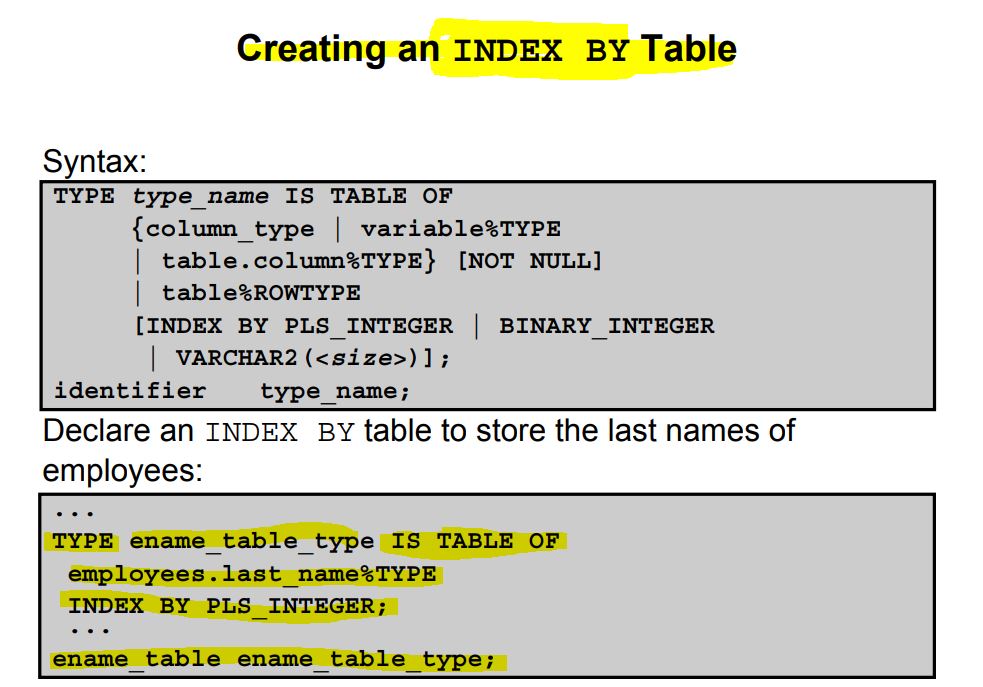 Creating an INDEX BY Table
Syntax:
TYPE type_name IS TABLE OF
{column_type | variable%TYPE
| table.column%TYPE} [NOT NULL]
| table%ROWTYPE
[INDEX BY PLS_INTEGER | BINARY_INTEGER
| VARCHAR2(<size>)];
identifier type_name;
Declare an INDEX BY table to store the last names of
employees:
...
TYPE ename_table_type IS TABLE OF
employees.last_name%TYPE
INDEX BY PLS_INTEGER;
...
ename_table ename_table_type;